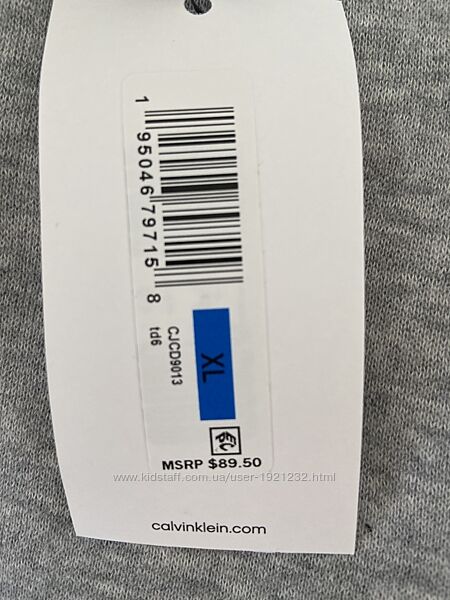 1 95046 79715 8
XL
CJCD9013
td6
MSRP $89.50
www.kidstaff.com.ua/user-1921232.html
calvinklein.com